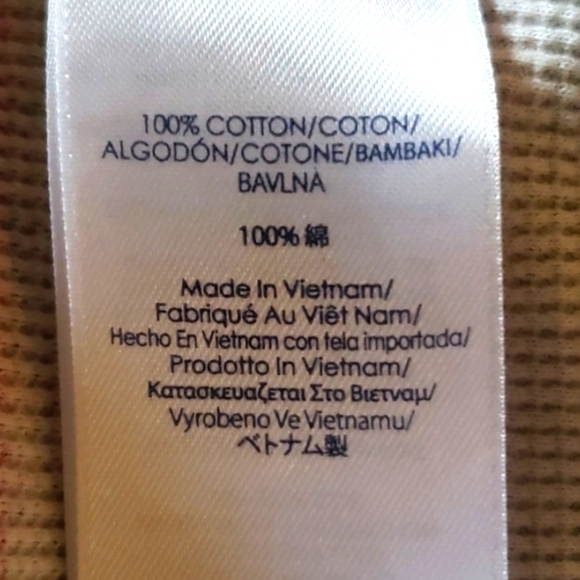 100% COTTON/COTON/
ALGODÓN/COTONE/BAMBAKI/
BAVLNA
100% 綿
Made In Vietnam/
Fabriqué Au Viêt Nam/
Hecho En Vietnam con tela importada/
Prodotto In Vietnam/
Κατασκευαζεται Στο Βιετναμ/
Vyrobeno Ve Vietnamu/
ベトナム製